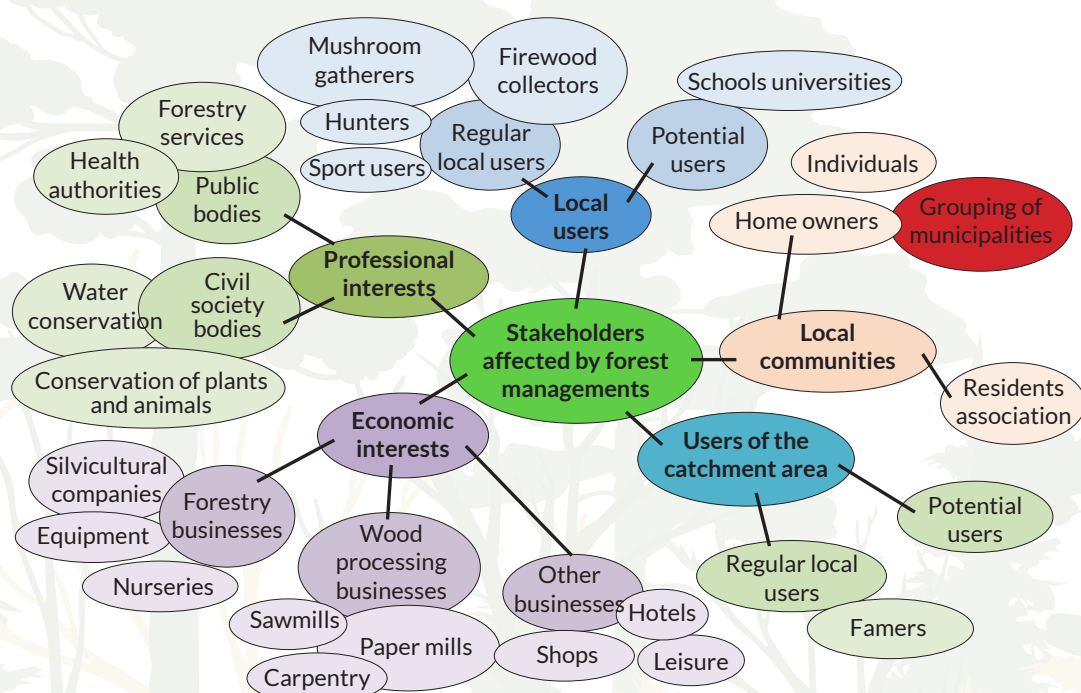 Mushroom
gatherers
Firewood
collectors
Schools universities
Forestry
services
Hunters
Regular
local users
Potential
users
Individuals
Health
authorities
Sport users
Public
bodies
Local
users
Home owners
Grouping of
municipalities
Professional
interests
Water
conservation
Civil
society
bodies
Stakeholders
affected by forest
managements
Local
communities
Conservation of plants
and animals
Residents
association
Economic
interests
Users of the
catchment area
Silvicultural
companies
Forestry
businesses
Equipment
Nurseries
Wood
processing
businesses
Other
businesses
Potential
users
Regular local
users
Sawmills
Paper mills
Carpentry
Hotels
Shops
Leisure
Famers